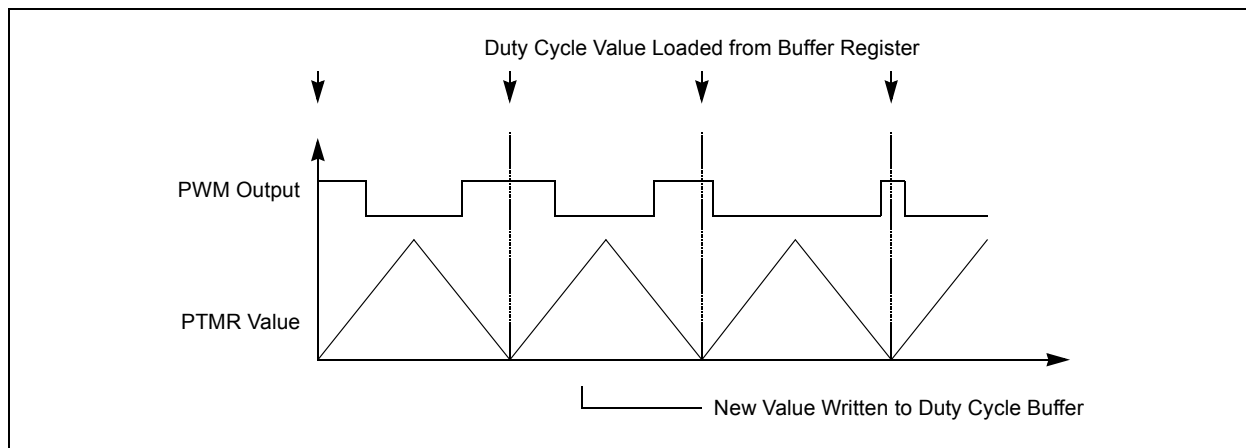 Duty Cycle Value Loaded from Buffer Register
PWM Output
PTMR Value
New Value Written to Duty Cycle Buffer